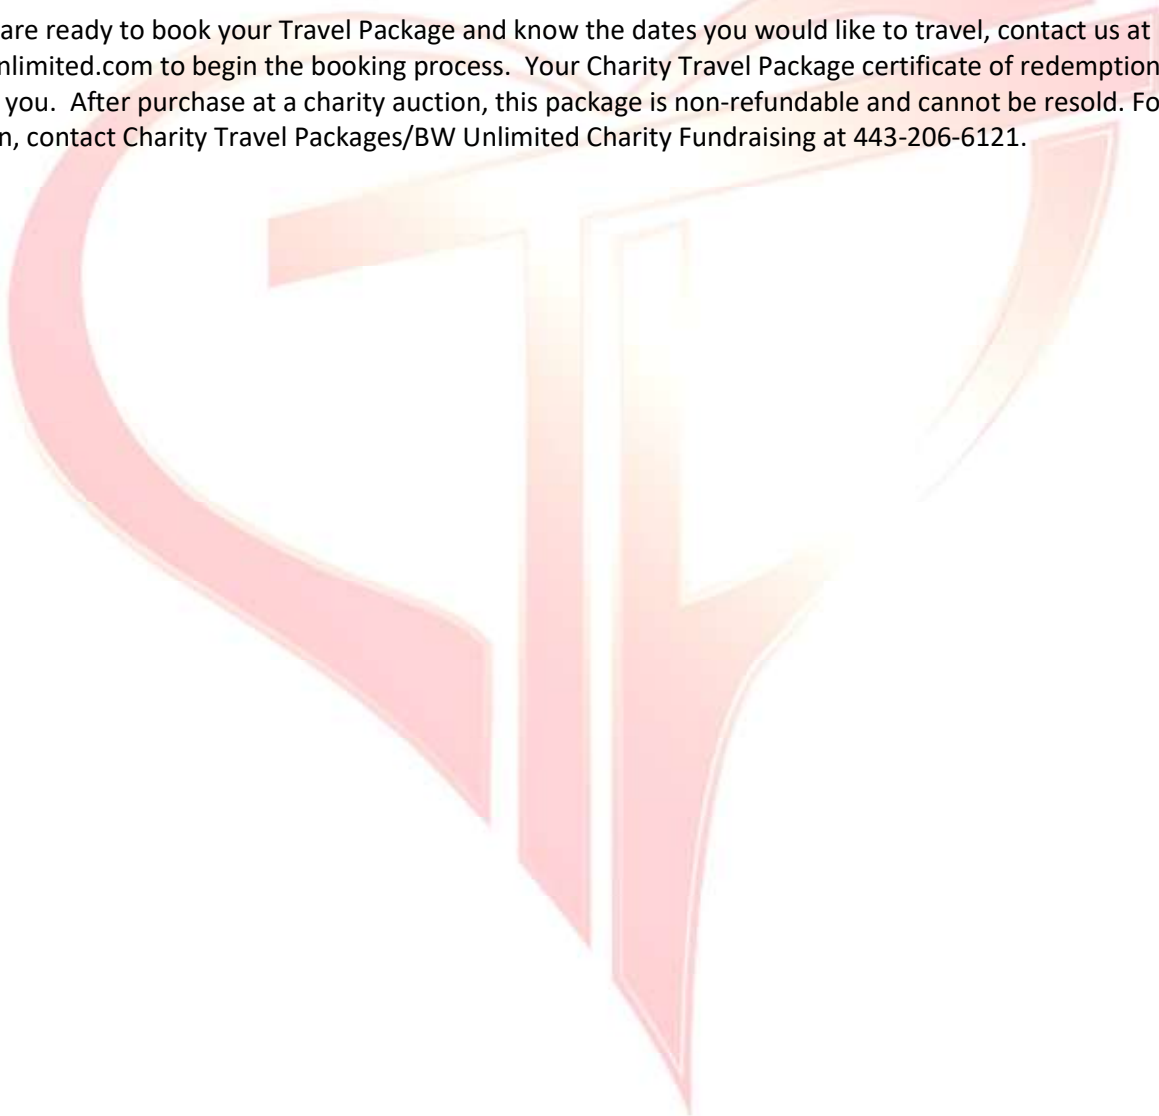 are ready to book your Travel Package and know the dates you would like to travel, contact us at
nlimited.com to begin the booking process.  Your Charity Travel Package certificate of redemption
you.  After purchase at a charity auction, this package is non-refundable and cannot be resold. Fo
n, contact Charity Travel Packages/BW Unlimited Charity Fundraising at 443-206-6121.